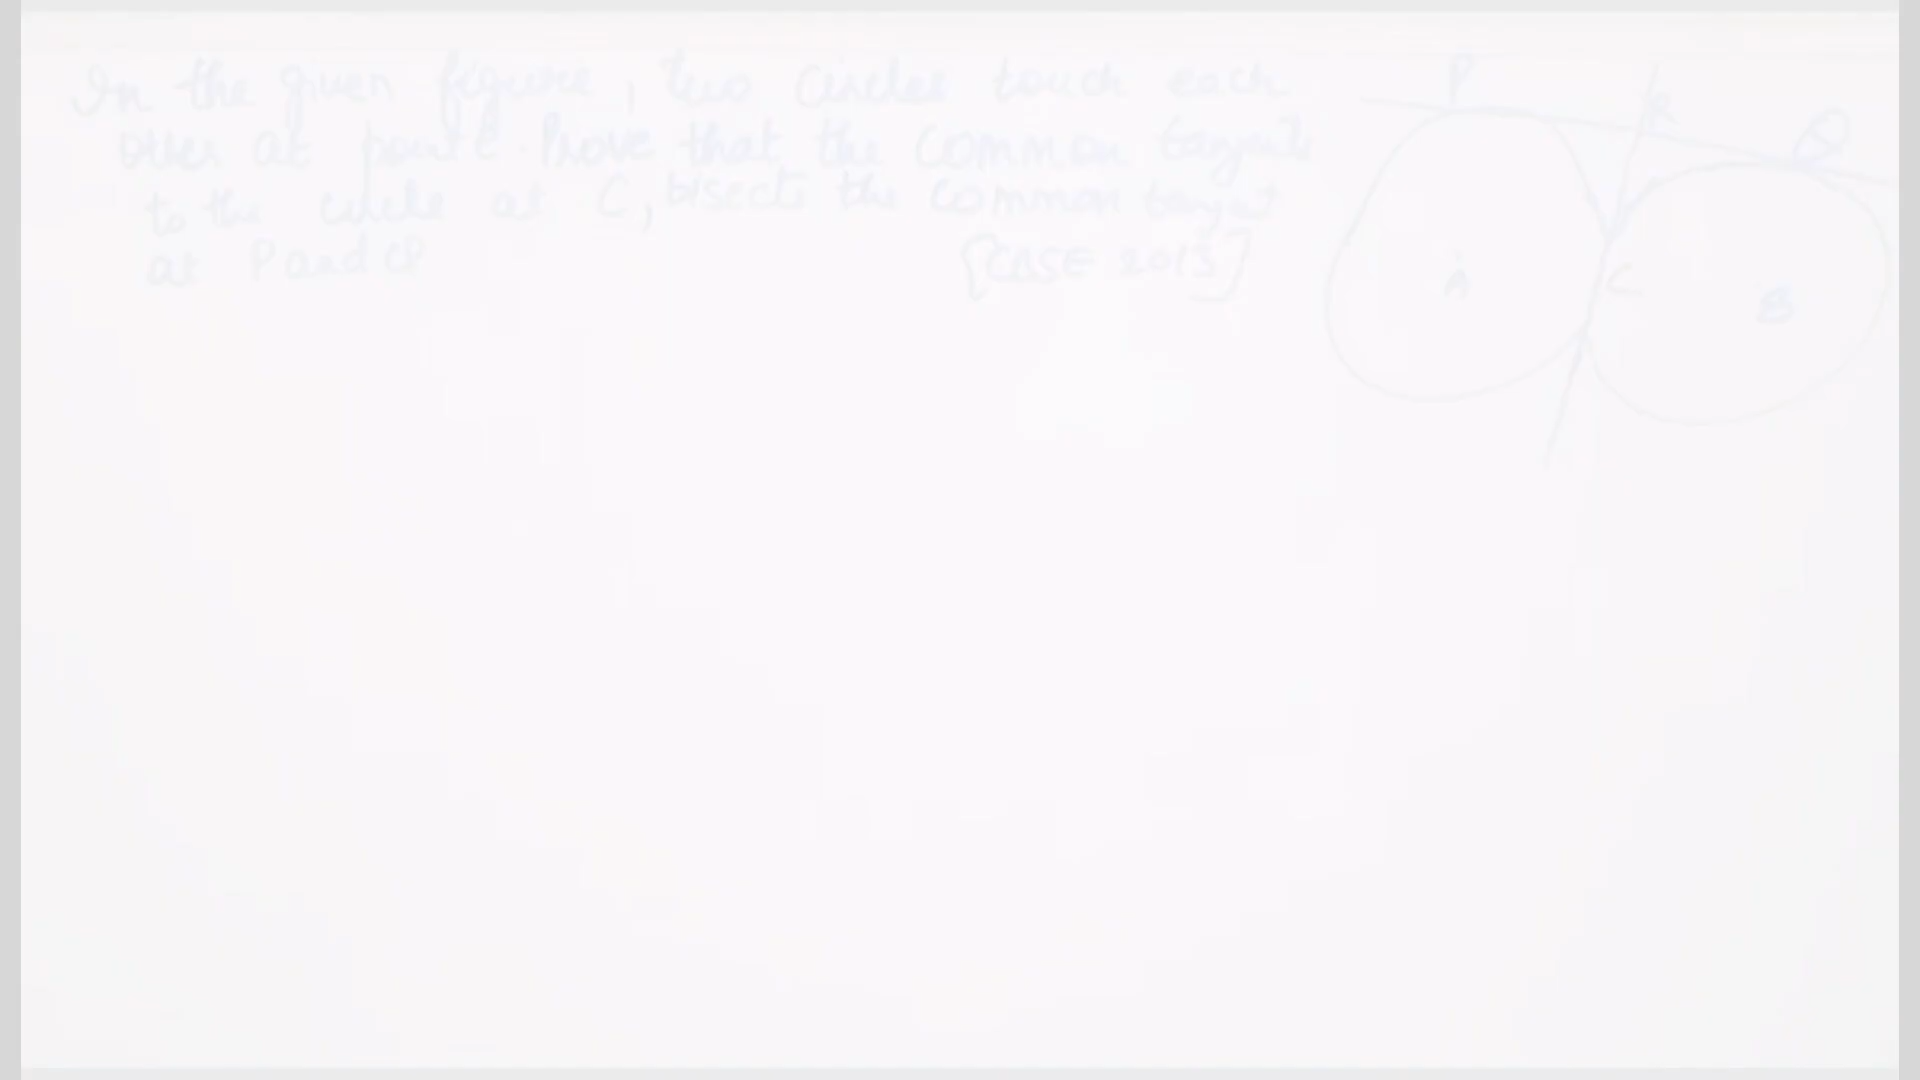 In the given figure, two circles touch each
other at point C. Prove that the common tangent
to the circle at C, bisects the common tangent
at P and Q [CBSE 2013]
P
R
Q
A
C
B